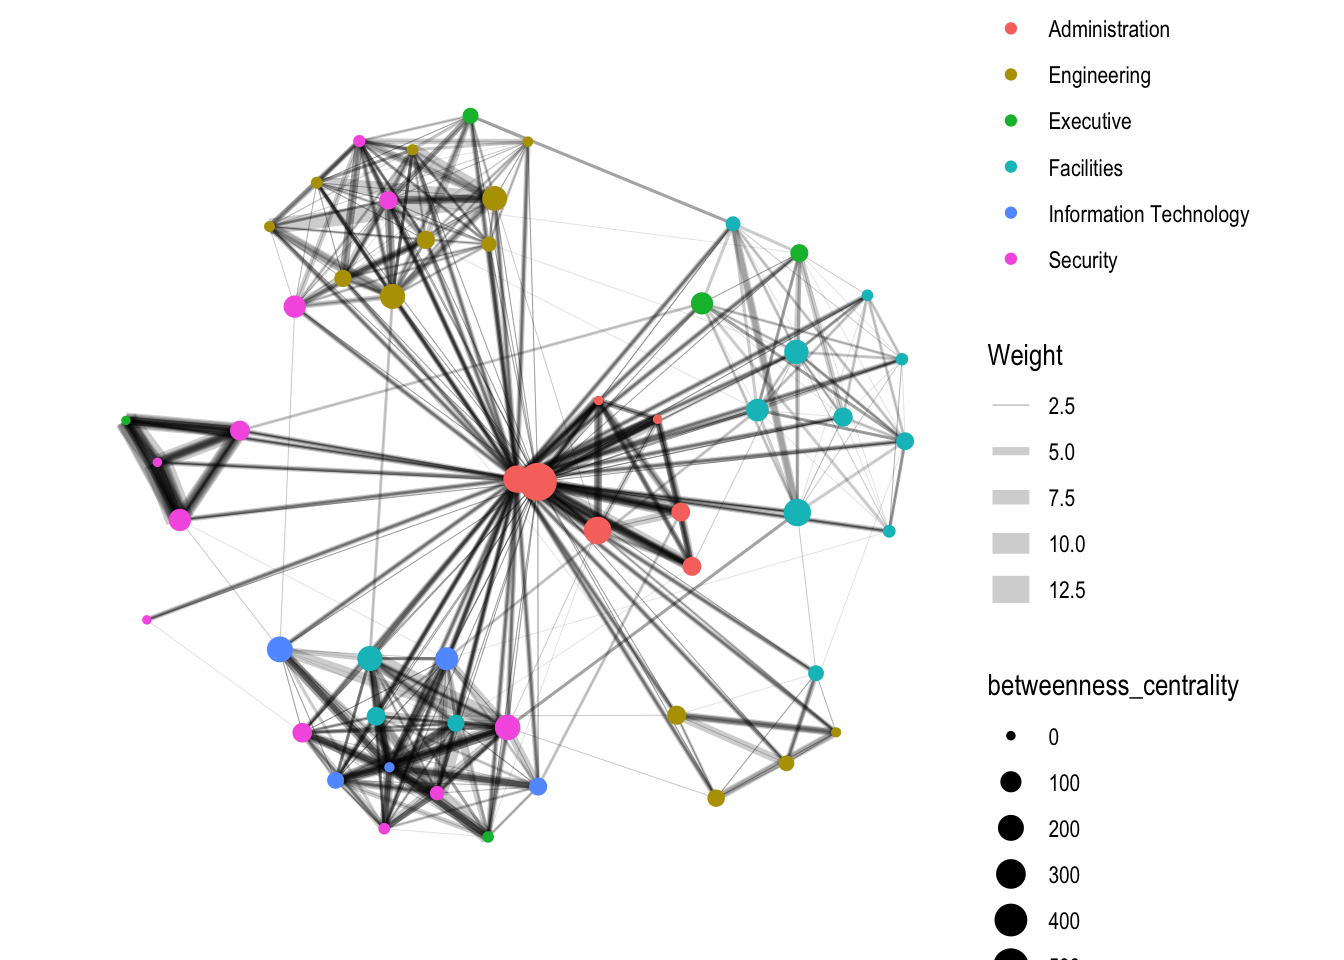 Administration
Engineering
Executive
Facilities
Information Technology
Security
Weight
2.5
5.0
7.5
10.0
12.5
betweenness_centrality
0
100
200
300
400